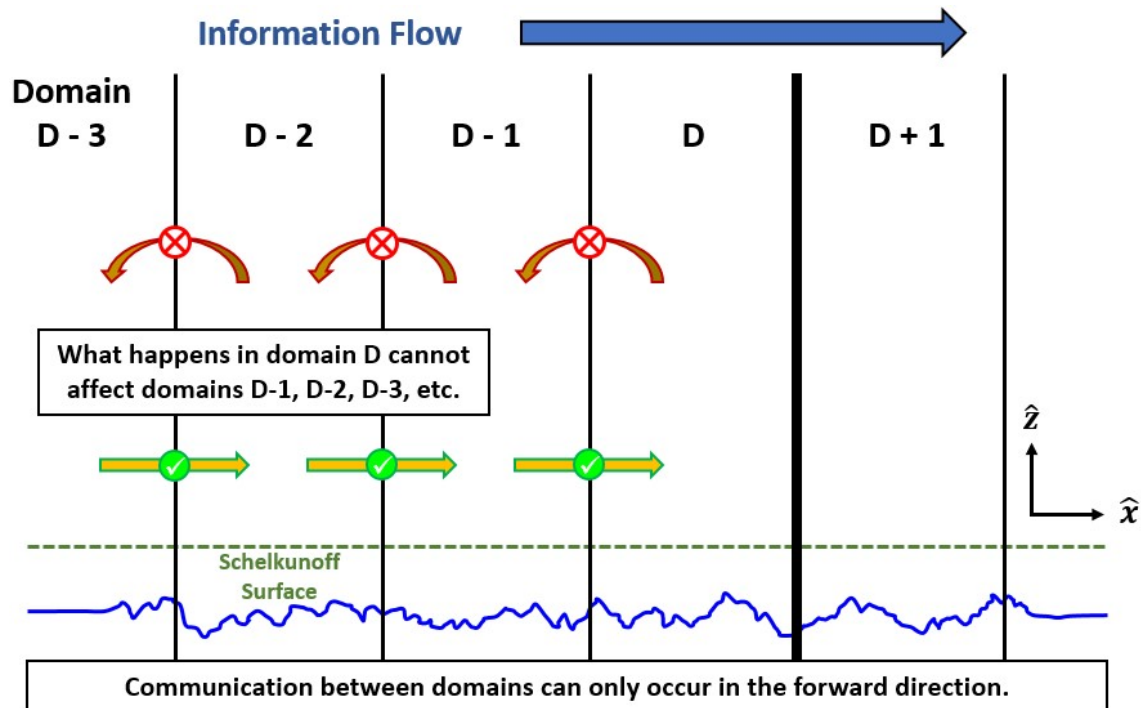 Information Flow
Domain
D - 3
D - 2
D - 1
D
D + 1
What happens in domain D cannot
affect domains D-1, D-2, D-3, etc.
ẑ
x̂
Schelkunoff
Surface
Communication between domains can only occur in the forward direction.